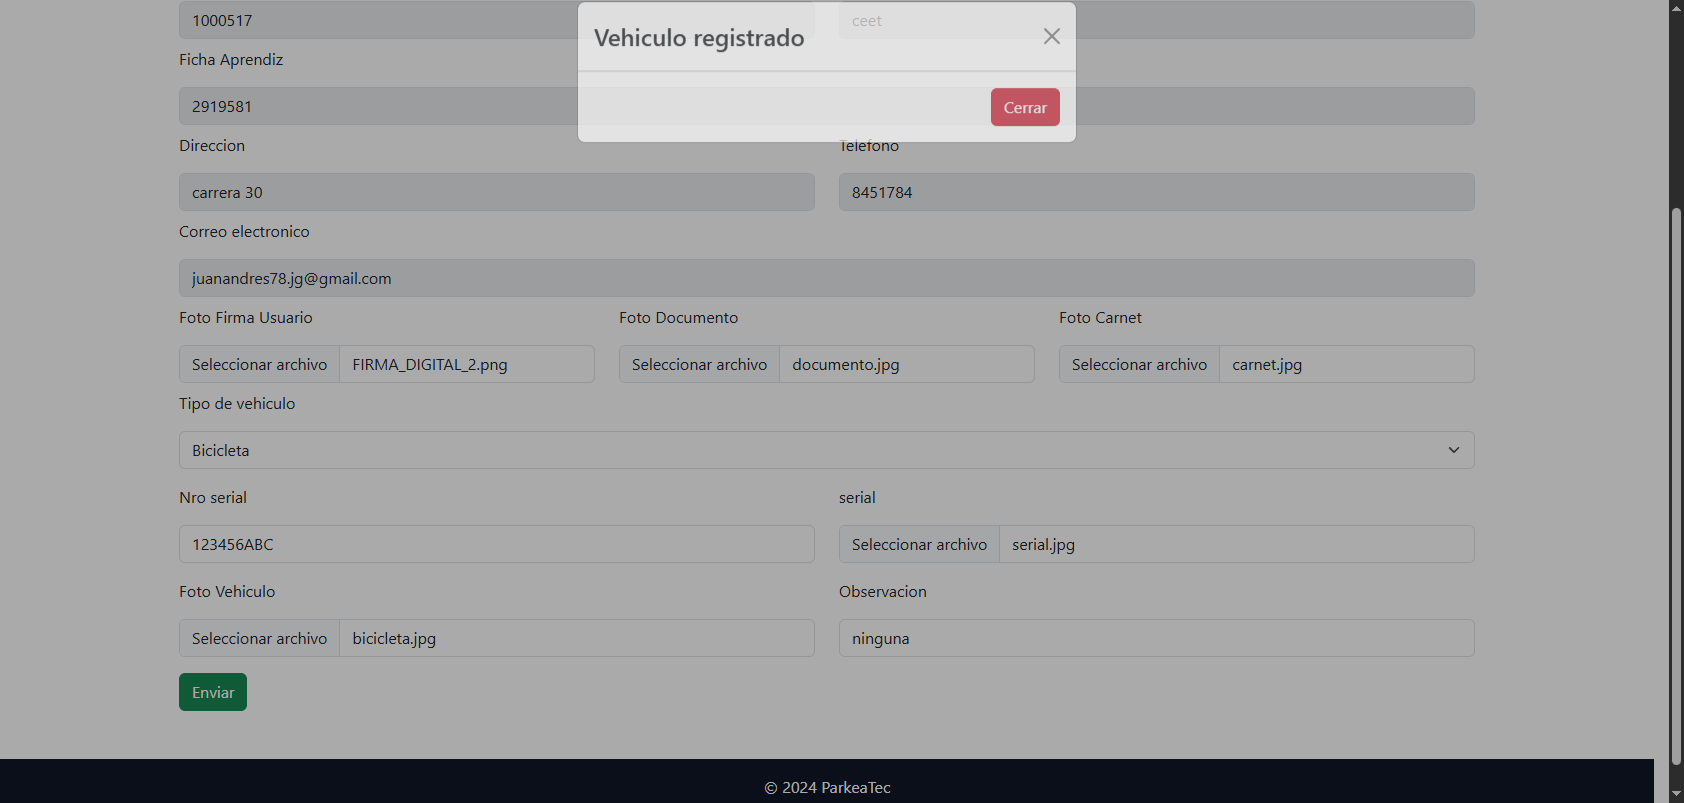 1000517
ceet
Vehiculo registrado
Ficha Aprendiz
2919581
Cerrar
Direccion
Telefono
carrera 30
8451784
Correo electronico
juanandres78.jg@gmail.com
Foto Firma Usuario
Foto Documento
Foto Carnet
Seleccionar archivo FIRMA_DIGITAL_2.png
Seleccionar archivo documento.jpg
Seleccionar archivo carnet.jpg
Tipo de vehiculo
Bicicleta
Nro serial
serial
123456ABC
Seleccionar archivo serial.jpg
Foto Vehiculo
Observacion
Seleccionar archivo bicicleta.jpg
ninguna
Enviar
© 2024 ParkeaTec